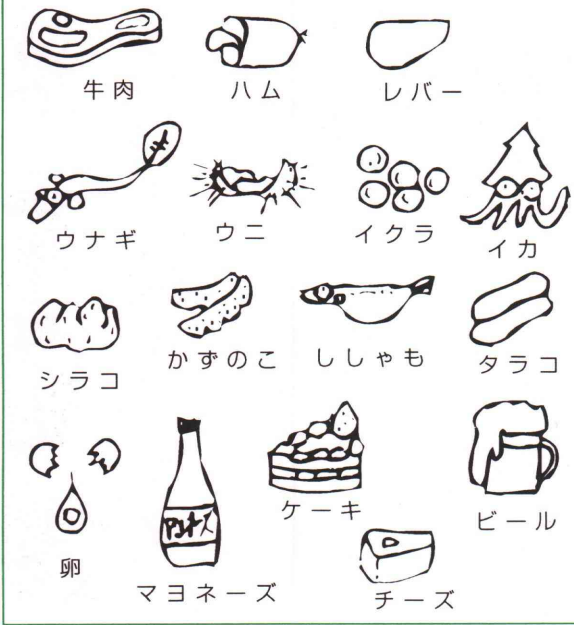 牛肉 ハム レバー
ウナギ ウニ イクラ イカ
シラコ かずのこ ししゃも タラコ
卵 マヨネーズ ケーキ チーズ ビール